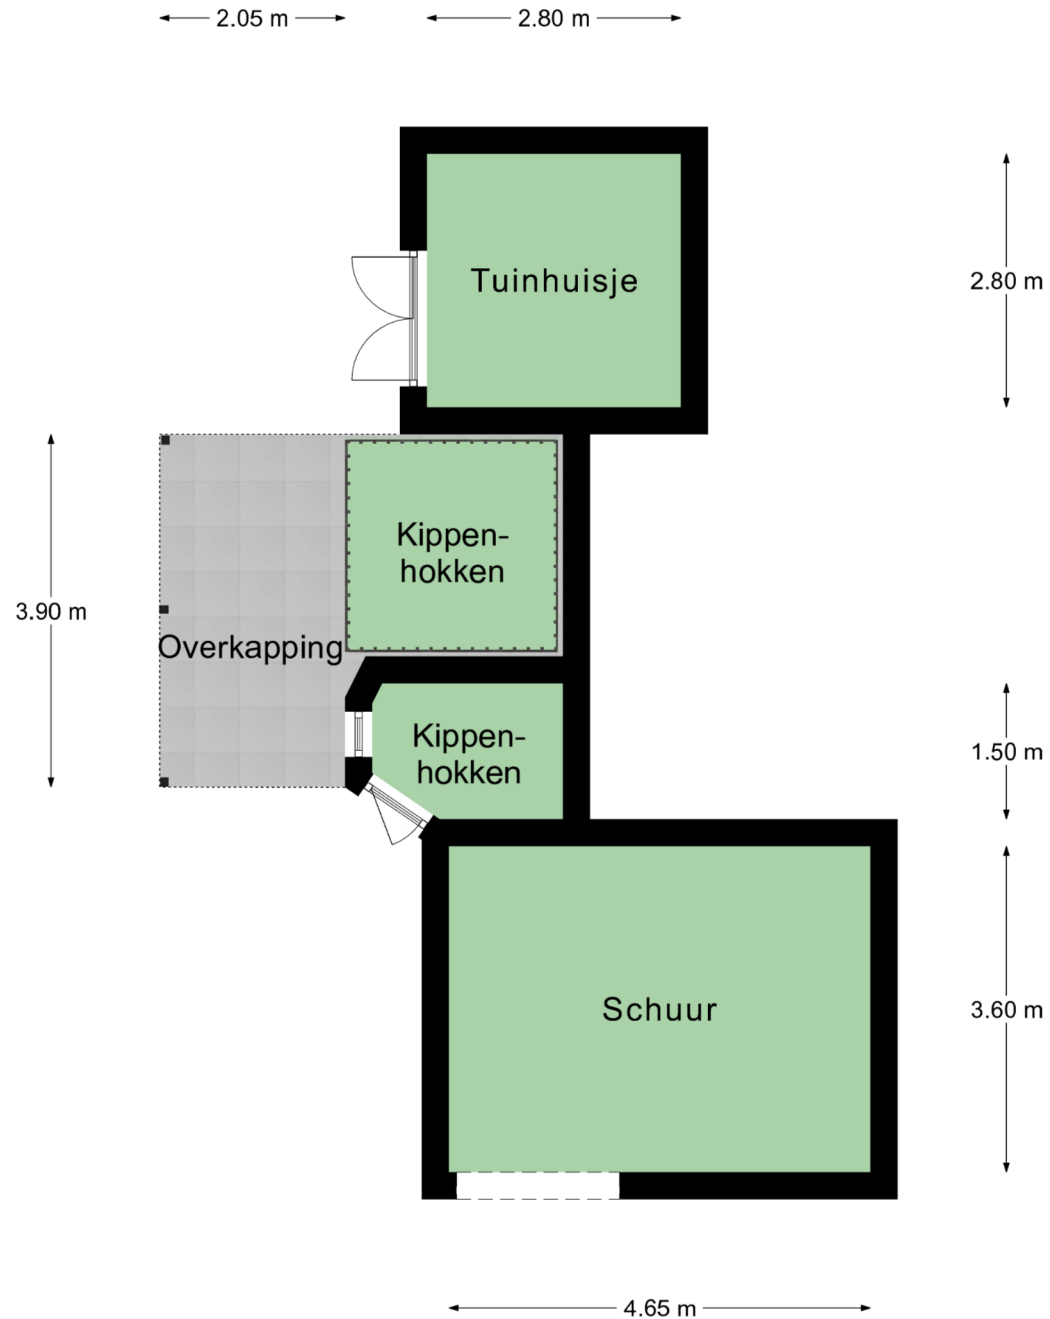 2.05 m
2.80 m
Tuinhuisje
2.80 m
Kippen-
hokken
3.90 m
Overkapping
Kippen-
hokken
1.50 m
Schuur
3.60 m
4.65 m